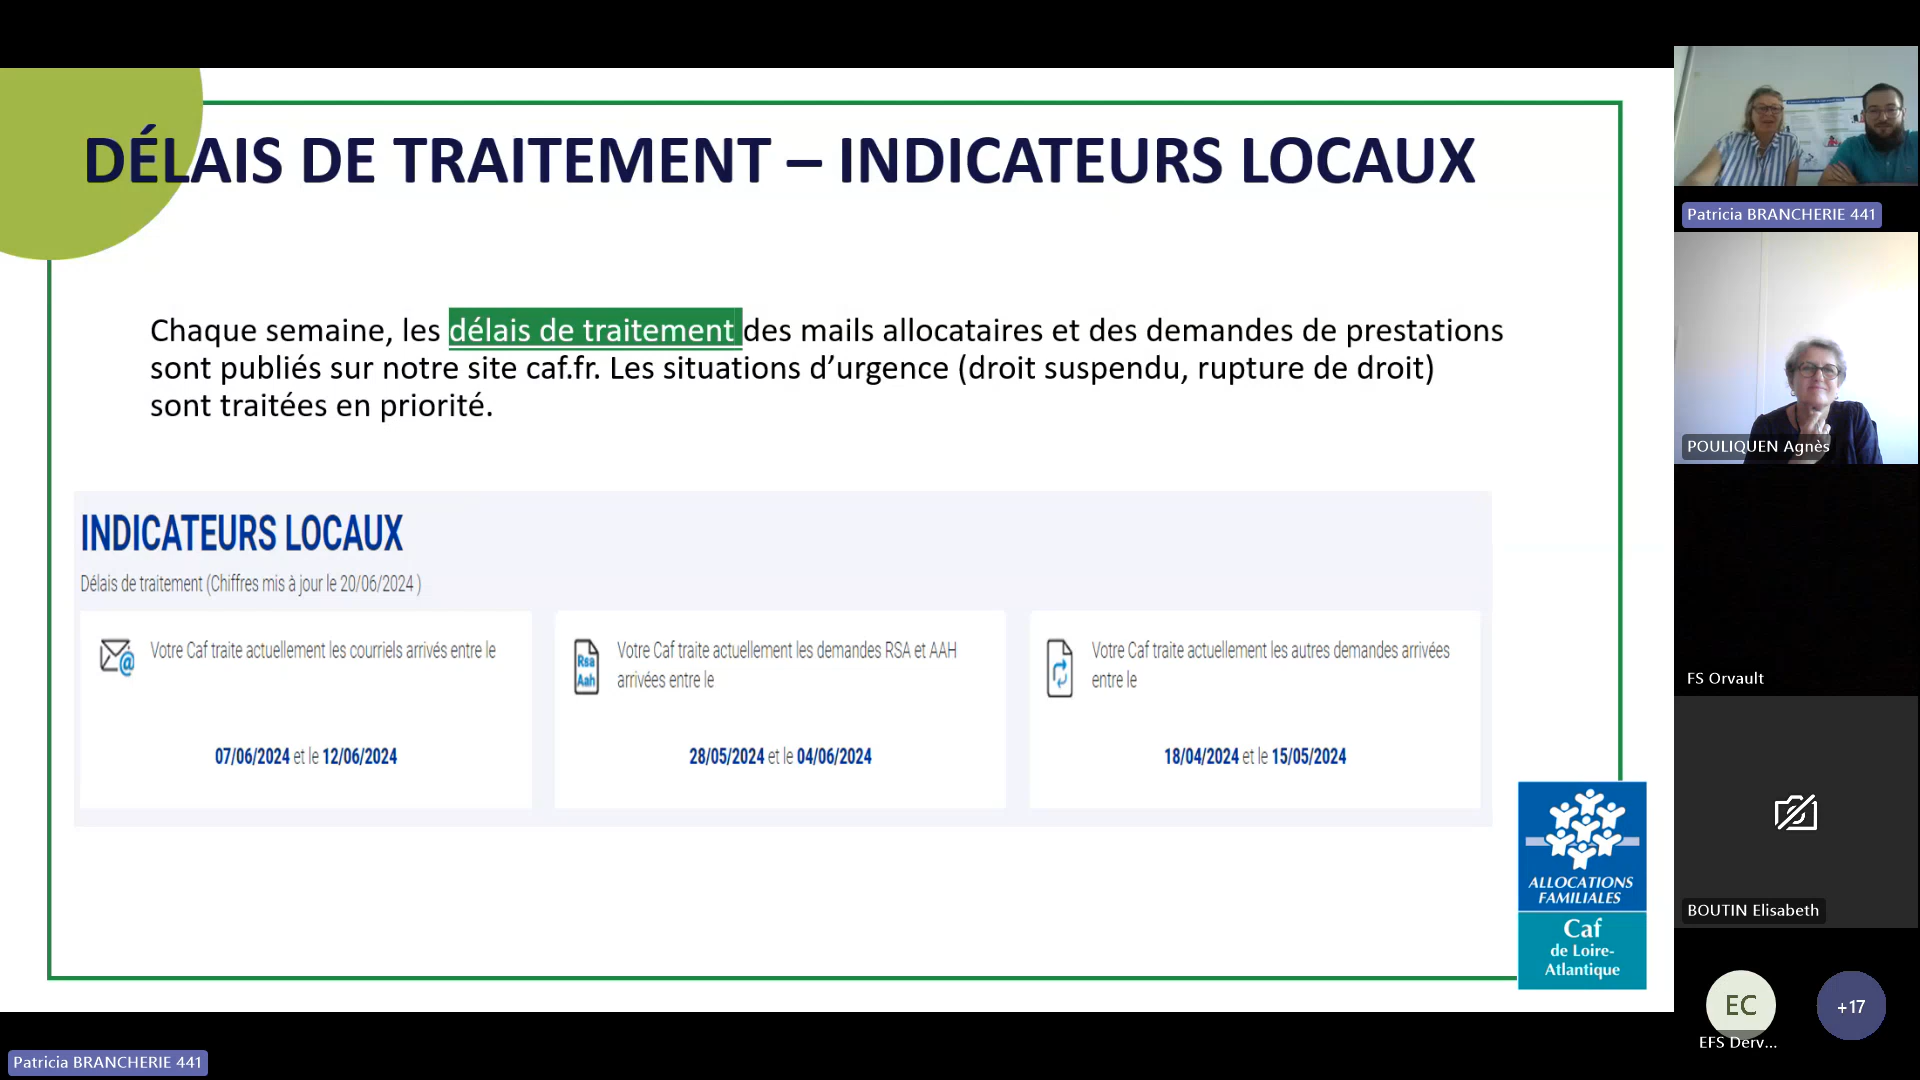 DÉLAIS DE TRAITEMENT – INDICATEURS LOCAUX
Chaque semaine, les délais de traitement des mails allocataires et des demandes de prestations
sont publiés sur notre site caf.fr. Les situations d’urgence (droit suspendu, rupture de droit)
sont traitées en priorité.
INDICATEURS LOCAUX
Délais de traitement (Chiffres mis à jour le 20/06/2024 )
Votre Caf traite actuellement les courriels arrivés entre le
07/06/2024 et le 12/06/2024
Rsa
Aah
Votre Caf traite actuellement les demandes RSA et AAH
arrivées entre le
28/05/2024 et le 04/06/2024
Votre Caf traite actuellement les autres demandes arrivées
entre le
18/04/2024 et le 15/05/2024
ALLOCATIONS
FAMILIALES
Caf
de Loire-
Atlantique
Patricia BRANCHERIE 441
POULIQUEN Agnès
FS Orvault
BOUTIN Elisabeth
EC
EFS Derv...
+17
Patricia BRANCHERIE 441